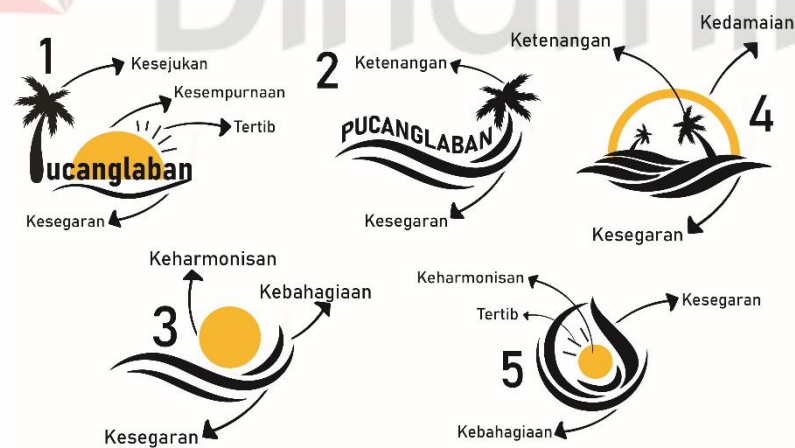 Dinami
1
Kesejukan
Kesempurnaan
Tertib
ucanglaban
Kesegaran
2
Ketenangan
PUCANGLABAN
Kesegaran
Ketenangan
Kedamaian
4
Kesegaran
Keharmonisan
Kebahagiaan
3
Kesegaran
Keharmonisan
Tertib
Kesegaran
5
Kebahagiaan